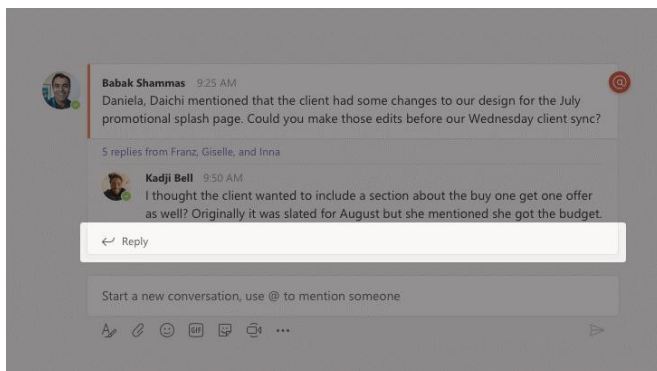 Babak Shammas 9:25 AM
Daniela, Daichi mentioned that the client had some changes to our design for the July
promotional splash page. Could you make those edits before our Wednesday client sync?
5 replies from Franz, Giselle, and Inna
Kadji Bell 9:50 AM
I thought the client wanted to include a section about the buy one get one offer
as well? Originally it was slated for August but she mentioned she got the budget.
Reply
Start a new conversation, use @ to mention someone
GIF